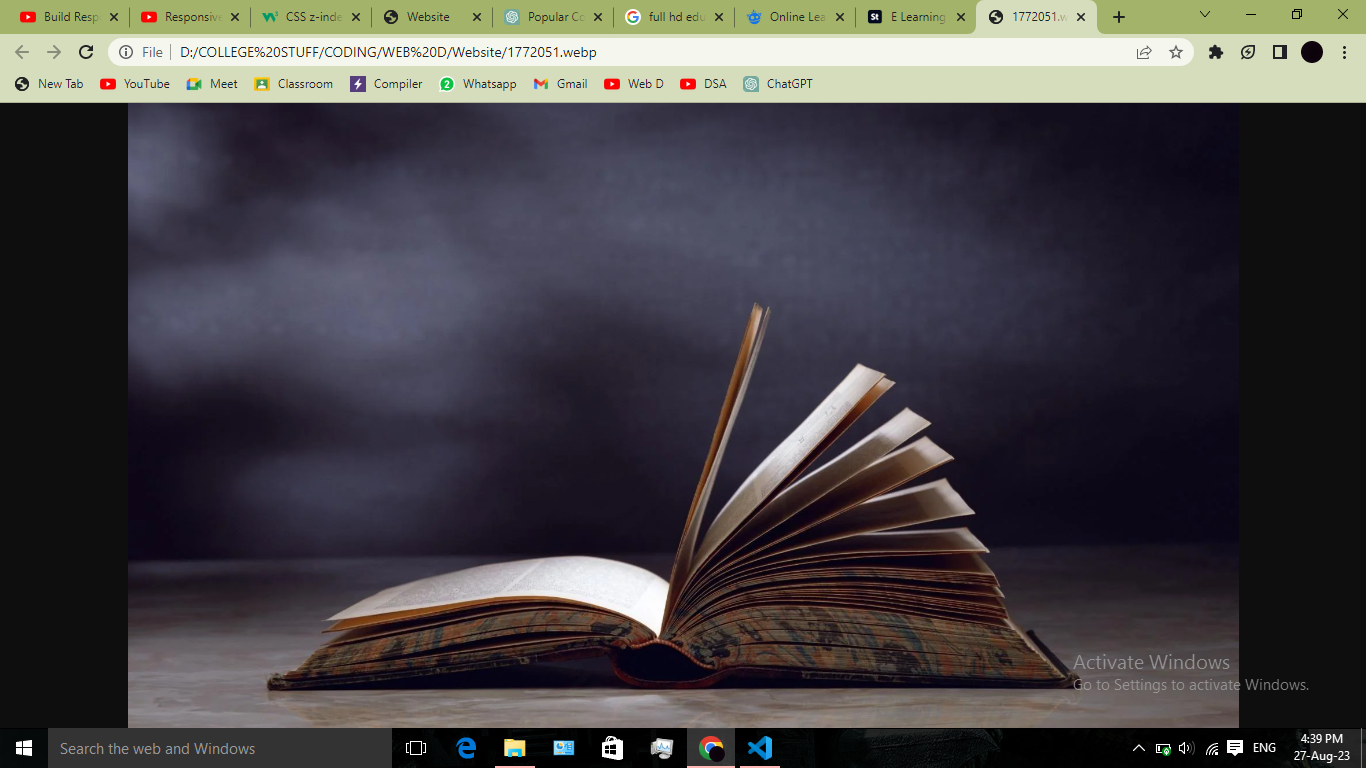 Build Resp
Responsive
CSS z-inde
Website
Popular Co
full hd edu
Online Lea
E Learning
1772051.w
File
D:/COLLEGE%20STUFF/CODING/WEB%20D/Website/1772051.webp
New Tab
YouTube
Meet
Classroom
Compiler
2
Whatsapp
Gmail
Web D
DSA
ChatGPT
Activate Windows
Go to Settings to activate Windows.
Search the web and Windows
ENG
4:39 PM
27-Aug-23